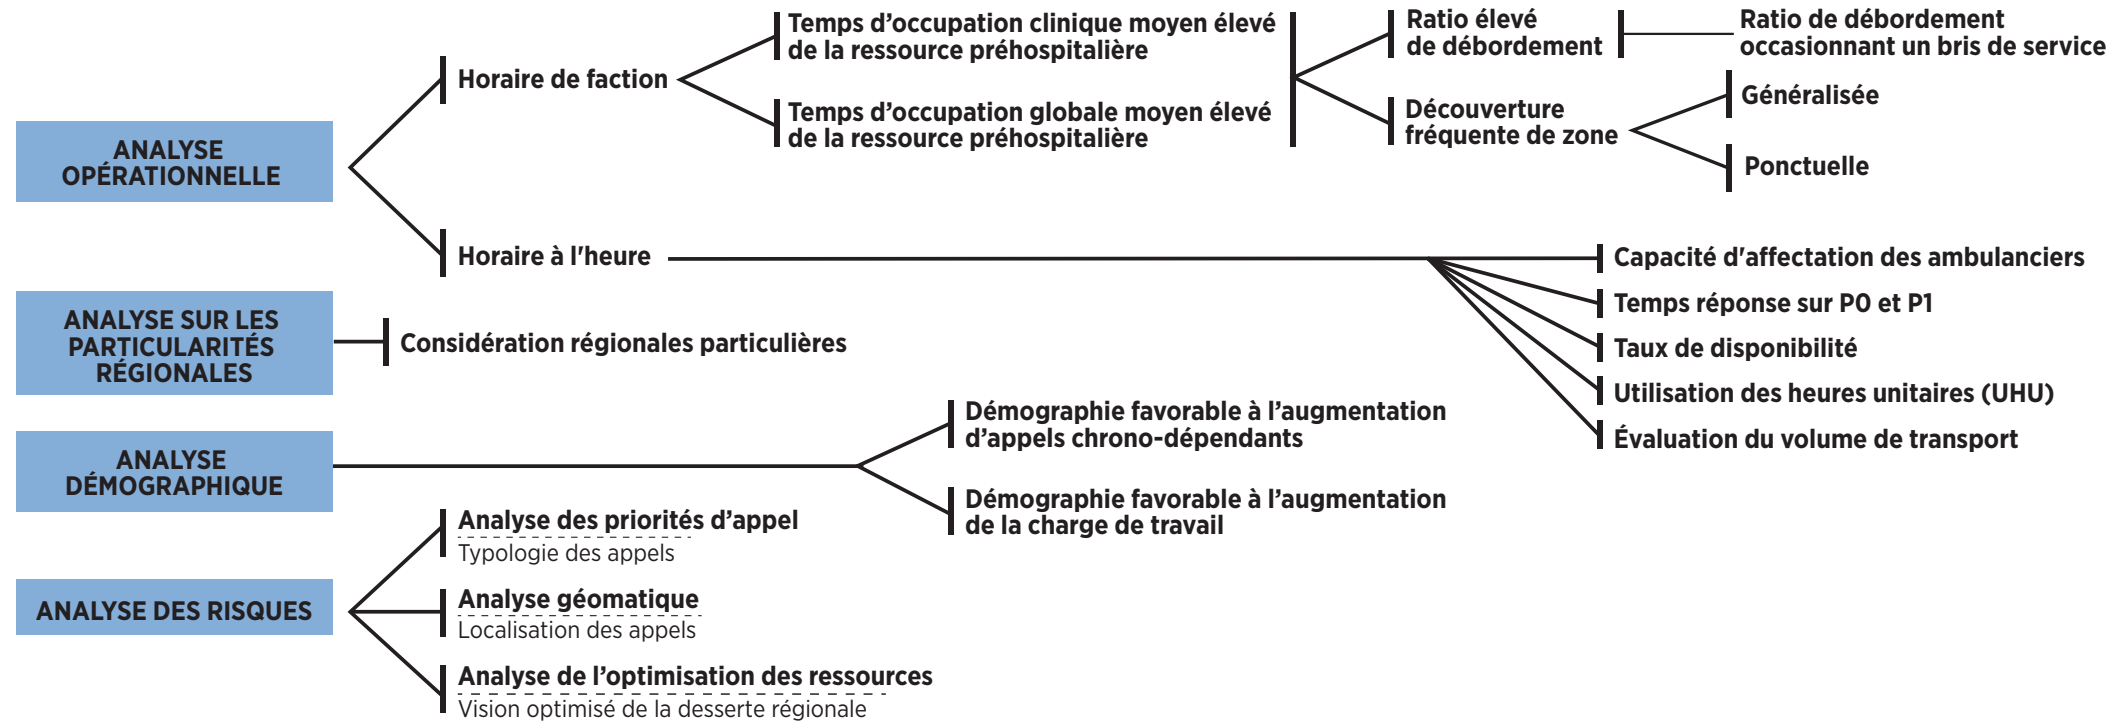 ANALYSE
OPÉRATIONNELLE
Horaire de faction
Temps d’occupation clinique moyen élevé
de la ressource préhospitalière
Temps d’occupation globale moyen élevé
de la ressource préhospitalière
Ratio élevé
de débordement
Ratio de débordement
occasionnant un bris de service
Découverture
fréquente de zone
Généralisée
Ponctuelle
Horaire à l'heure
Capacité d'affectation des ambulanciers
Temps réponse sur P0 et P1
Taux de disponibilité
Utilisation des heures unitaires (UHU)
Évaluation du volume de transport
ANALYSE SUR LES
PARTICULARITÉS
RÉGIONALES
Considération régionales particulières
ANALYSE
DÉMOGRAPHIQUE
Démographie favorable à l’augmentation
d’appels chrono-dépendants
Démographie favorable à l’augmentation
de la charge de travail
ANALYSE DES RISQUES
Analyse des priorités d’appel
Typologie des appels
Analyse géomatique
Localisation des appels
Analyse de l’optimisation des ressources
Vision optimisé de la desserte régionale